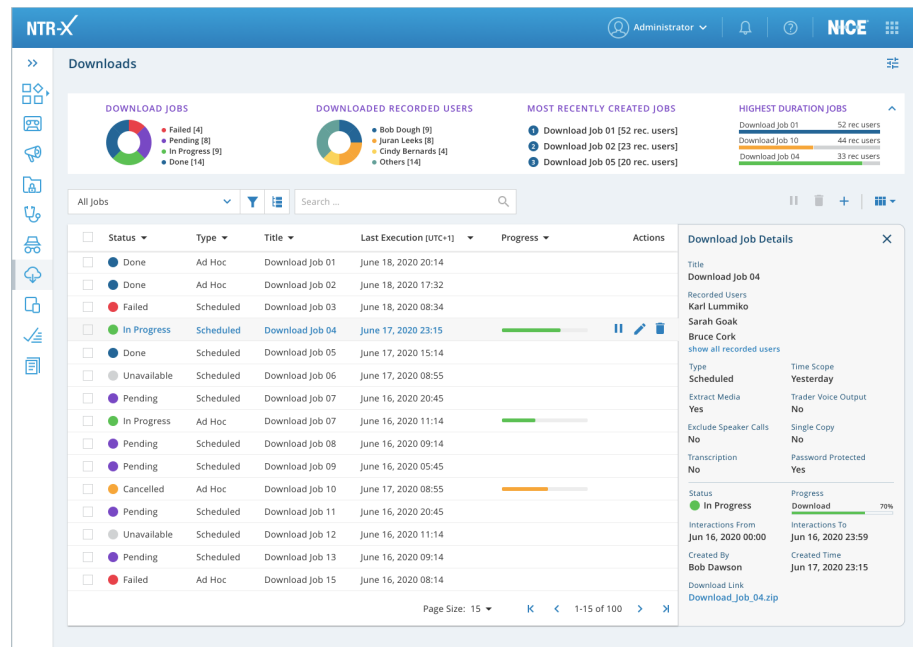 NTR-X
Administrator
NICE
Downloads
DOWNLOAD JOBS
Failed [4]
Pending [8]
In Progress [9]
Done [14]
DOWNLOADED RECORDED USERS
Bob Dough [9]
Juran Leeks [8]
Cindy Bernards [4]
Others [14]
MOST RECENTLY CREATED JOBS
1 Download Job 01 [52 rec. users]
2 Download Job 02 [23 rec. users]
3 Download Job 05 [20 rec. users]
HIGHEST DURATION JOBS
Download Job 01 52 rec users
Download Job 10 44 rec users
Download Job 04 33 rec users
All Jobs
Search ...
Status Type Title Last Execution [UTC+1] Progress Actions
Done Ad Hoc Download Job 01 June 18, 2020 20:14
Done Ad Hoc Download Job 02 June 18, 2020 17:32
Failed Scheduled Download Job 03 June 18, 2020 08:34
In Progress Scheduled Download Job 04 June 17, 2020 23:15
Done Scheduled Download Job 05 June 17, 2020 15:14
Unavailable Scheduled Download Job 06 June 17, 2020 08:55
Pending Scheduled Download Job 07 June 16, 2020 20:45
In Progress Ad Hoc Download Job 07 June 16, 2020 11:14
Pending Scheduled Download Job 08 June 16, 2020 09:14
Pending Scheduled Download Job 09 June 16, 2020 05:45
Cancelled Ad Hoc Download Job 10 June 17, 2020 08:55
Pending Scheduled Download Job 11 June 16, 2020 20:45
Unavailable Scheduled Download Job 12 June 16, 2020 11:14
Pending Scheduled Download Job 13 June 16, 2020 09:14
Failed Ad Hoc Download Job 15 June 16, 2020 08:14
Page Size: 15 1-15 of 100
Download Job Details
Title
Download Job 04
Recorded Users
Karl Lummiko
Sarah Goak
Bruce Cork
show all recorded users
Type Time Scope
Scheduled Yesterday
Extract Media Trader Voice Output
Yes No
Exclude Speaker Calls Single Copy
No No
Transcription Password Protected
No Yes
Status Progress
In Progress Download 70%
Interactions From Interactions To
Jun 16, 2020 00:00 Jun 16, 2020 23:59
Created By Created Time
Bob Dawson Jun 17, 2020 23:15
Download Link
Download_Job_04.zip